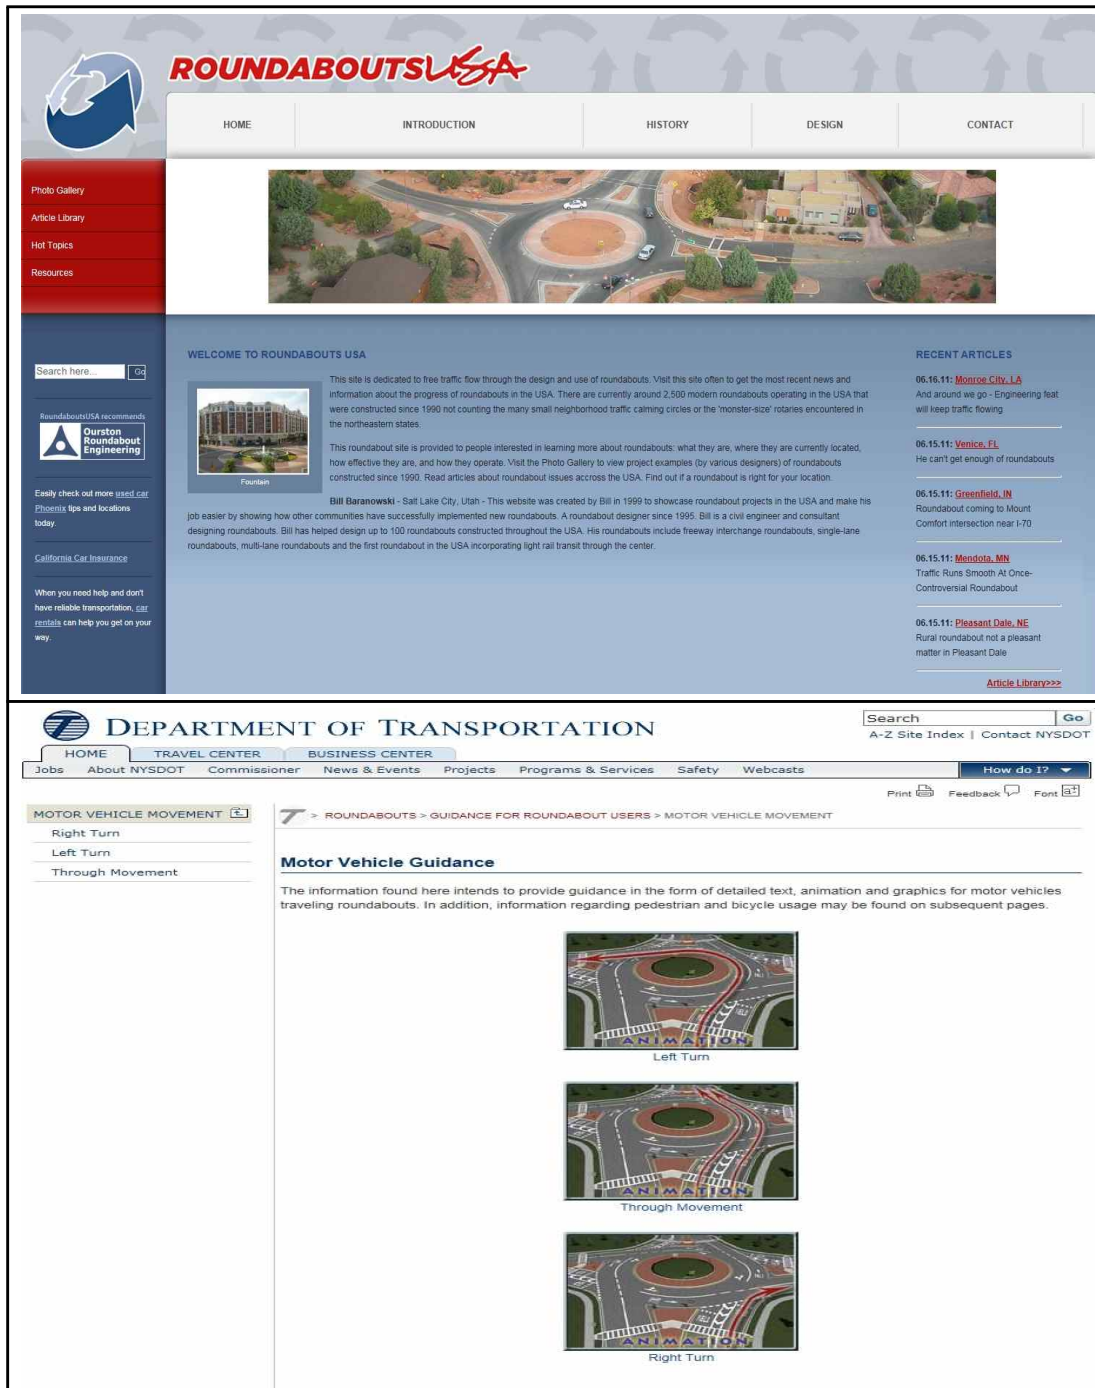 ROUNDABOUTSUSA
HOME
INTRODUCTION
HISTORY
DESIGN
CONTACT
Photo Gallery
Article Library
Hot Topics
Resources
Search here...
Go
RoundaboutsUSA recommends
Ourston
Roundabout
Engineering
Easily check out more used car
Phoenix tips and locations
today.
California Car Insurance
When you need help and don't
have reliable transportation, car
rentals can help you get on your
way.
WELCOME TO ROUNDABOUTS USA
Fountain
This site is dedicated to free traffic flow through the design and use of roundabouts. Visit this site often to get the most recent news and
information about the progress of roundabouts in the USA. There are currently around 2,500 modern roundabouts operating in the USA that
were constructed since 1990 not counting the many small neighborhood traffic calming circles or the 'monster-size' rotaries encountered in
the northeastern states.
This roundabout site is provided to people interested in learning more about roundabouts: what they are, where they are currently located,
how effective they are, and how they operate. Visit the Photo Gallery to view project examples (by various designers) of roundabouts
constructed since 1990. Read articles about roundabout issues accross the USA. Find out if a roundabout is right for your location.
Bill Baranowski - Salt Lake City, Utah - This website was created by Bill in 1999 to showcase roundabout projects in the USA and make his
job easier by showing how other communities have successfully implemented new roundabouts. A roundabout designer since 1995. Bill is a civil engineer and consultant
designing roundabouts. Bill has helped design up to 100 roundabouts constructed throughout the USA. His roundabouts include freeway interchange roundabouts, single-lane
roundabouts, multi-lane roundabouts and the first roundabout in the USA incorporating light rail transit through the center.
RECENT ARTICLES
06.16.11: Monroe City, LA
And around we go - Engineering feat
will keep traffic flowing
06.15.11: Venice, FL
He can't get enough of roundabouts
06.15.11: Greenfield, IN
Roundabout coming to Mount
Comfort intersection near I-70
06.15.11: Mendota, MN
Traffic Runs Smooth At Once-
Controversial Roundabout
06.15.11: Pleasant Dale, NE
Rural roundabout not a pleasant
matter in Pleasant Dale
Article Library>>>
DEPARTMENT OF TRANSPORTATION
Search
Go
A-Z Site Index | Contact NYSDOT
HOME
TRAVEL CENTER
BUSINESS CENTER
Jobs About NYSDOT Commissioner News & Events Projects Programs & Services Safety Webcasts
How do I?
Print Feedback Font
MOTOR VEHICLE MOVEMENT
Right Turn
Left Turn
Through Movement
> ROUNDABOUTS > GUIDANCE FOR ROUNDABOUT USERS > MOTOR VEHICLE MOVEMENT
Motor Vehicle Guidance
The information found here intends to provide guidance in the form of detailed text, animation and graphics for motor vehicles
traveling roundabouts. In addition, information regarding pedestrian and bicycle usage may be found on subsequent pages.
ANIMATION
Left Turn
ANIMATION
Through Movement
ANIMATION
Right Turn